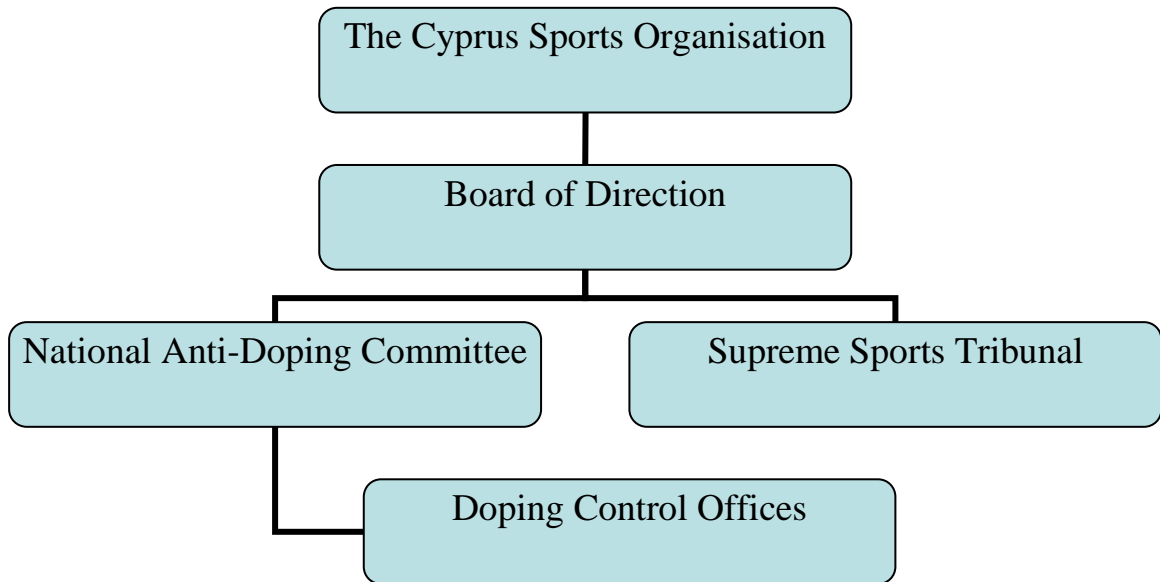 The Cyprus Sports Organisation
Board of Direction
National Anti-Doping Committee
Supreme Sports Tribunal
Doping Control Offices